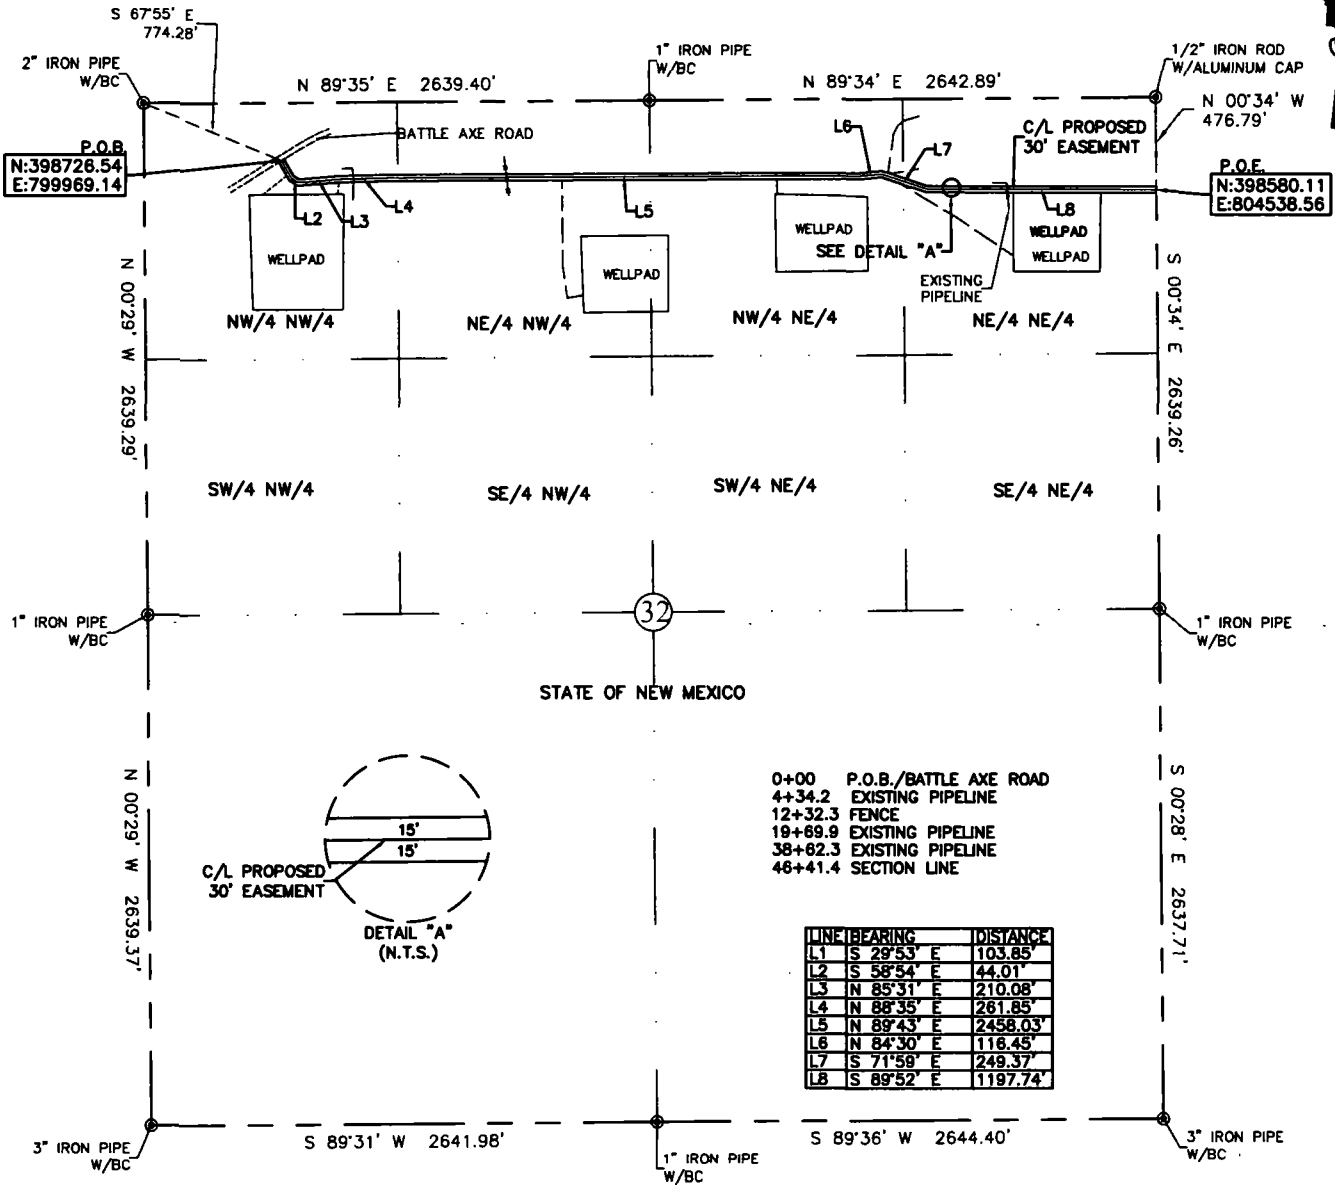 S 67°55' E
774.28'
2" IRON PIPE
W/BC
N 89°35' E 2639.40'
1" IRON PIPE
W/BC
N 89°34' E 2642.89'
1/2" IRON ROD
W/ALUMINUM CAP
N 00°34' W
476.79'
P.O.B.
N:398726.54
E:799969.14
BATTLE AXE ROAD
L6
L7
C/L PROPOSED
30' EASEMENT
P.O.E.
N:398580.11
E:804538.56
L2
L3
L4
L5
L8
WELLPAD
WELLPAD
WELLPAD
WELLPAD
WELLPAD
SEE DETAIL "A"
EXISTING
PIPELINE
N 00°29' W 2639.29'
S 00°34' E 2639.26'
NW/4 NW/4
NE/4 NW/4
NW/4 NE/4
NE/4 NE/4
SW/4 NW/4
SE/4 NW/4
SW/4 NE/4
SE/4 NE/4
1" IRON PIPE
W/BC
32
1" IRON PIPE
W/BC
STATE OF NEW MEXICO
N 00°29' W 2639.37'
S 00°28' E 2637.71'
15'
15'
C/L PROPOSED
30' EASEMENT
DETAIL "A"
(N.T.S.)
0+00 P.O.B./BATTLE AXE ROAD
4+34.2 EXISTING PIPELINE
12+32.3 FENCE
19+69.9 EXISTING PIPELINE
38+62.3 EXISTING PIPELINE
46+41.4 SECTION LINE
LINE BEARING DISTANCE
L1 S 29°53' E 103.85'
L2 S 58°54' E 44.01'
L3 N 85°31' E 210.08'
L4 N 88°35' E 261.85'
L5 N 89°43' E 2458.03'
L6 N 84°30' E 116.45'
L7 S 71°59' E 249.37'
L8 S 89°52' E 1197.74'
3" IRON PIPE
W/BC
S 89°31' W 2641.98'
1" IRON PIPE
W/BC
S 89°36' W 2644.40'
3" IRON PIPE
W/BC